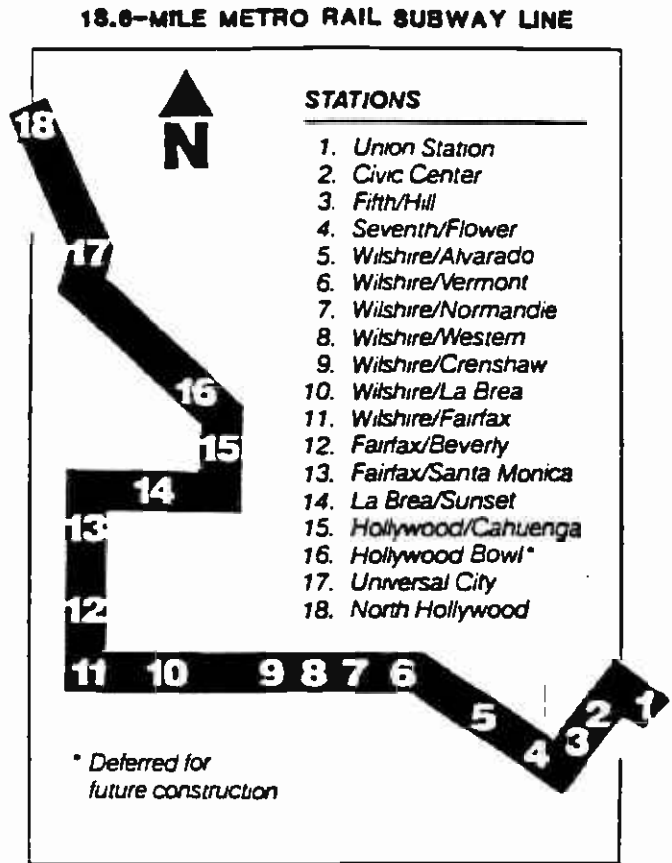 18.6-MILE METRO RAIL SUBWAY LINE
N
STATIONS
1. Union Station
2. Civic Center
3. Fifth/Hill
4. Seventh/Flower
5. Wilshire/Alvarado
6. Wilshire/Vermont
7. Wilshire/Normandie
8. Wilshire/Western
9. Wilshire/Crenshaw
10. Wilshire/La Brea
11. Wilshire/Fairfax
12. Fairfax/Beverly
13. Fairfax/Santa Monica
14. La Brea/Sunset
15. Hollywood/Cahuenga
16. Hollywood Bowl*
17. Universal City
18. North Hollywood
18
17
16
15
14
13
12
11 10 9 8 7 6
5
4
3
2
1
* Deferred for
future construction